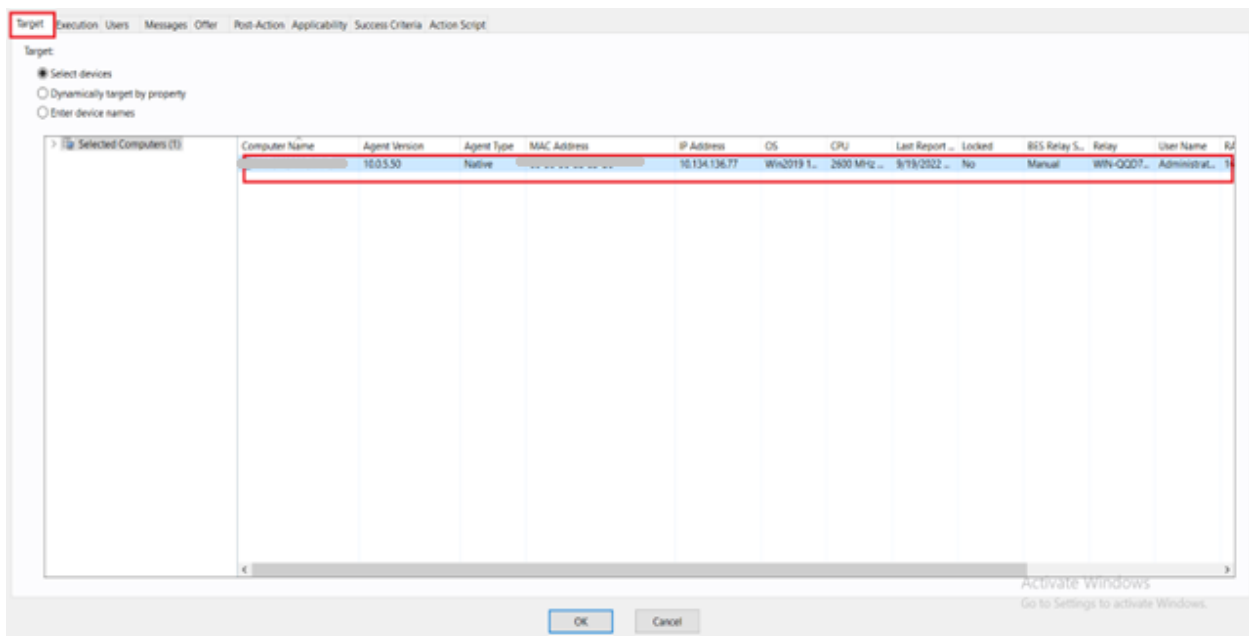 Target Execution Users Messages Offer Post-Action Applicability Success Criteria Action Script
Target:
Select devices
Dynamically target by property
Enter device names
Selected Computers (1)
Computer Name Agent Version Agent Type MAC Address IP Address OS CPU Last Report ... Locked BES Relay S... Relay User Name RA
10.0.5.50 Native 10.134.136.77 Win2019 1... 2600 MHz ... 9/19/2022 ... No Manual WIN-QQD7... Administrat...
Activate Windows
Go to Settings to activate Windows.
OK Cancel